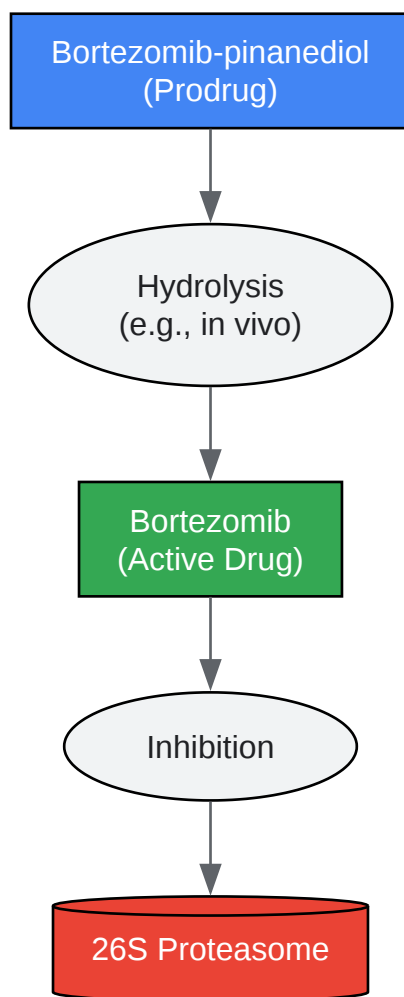 Bortezomib-pinanediol
(Prodrug)
Hydrolysis
(e.g., in vivo)
Bortezomib
(Active Drug)
Inhibition
26S Proteasome